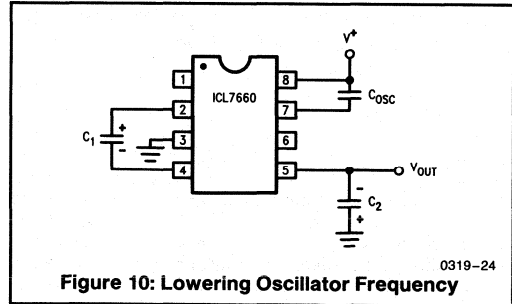 V+
1
8
ICL7660
COSC
2
7
C1
+
-
3
6
4
5
VOUT
-
C2
+
0319-24
Figure 10: Lowering Oscillator Frequency